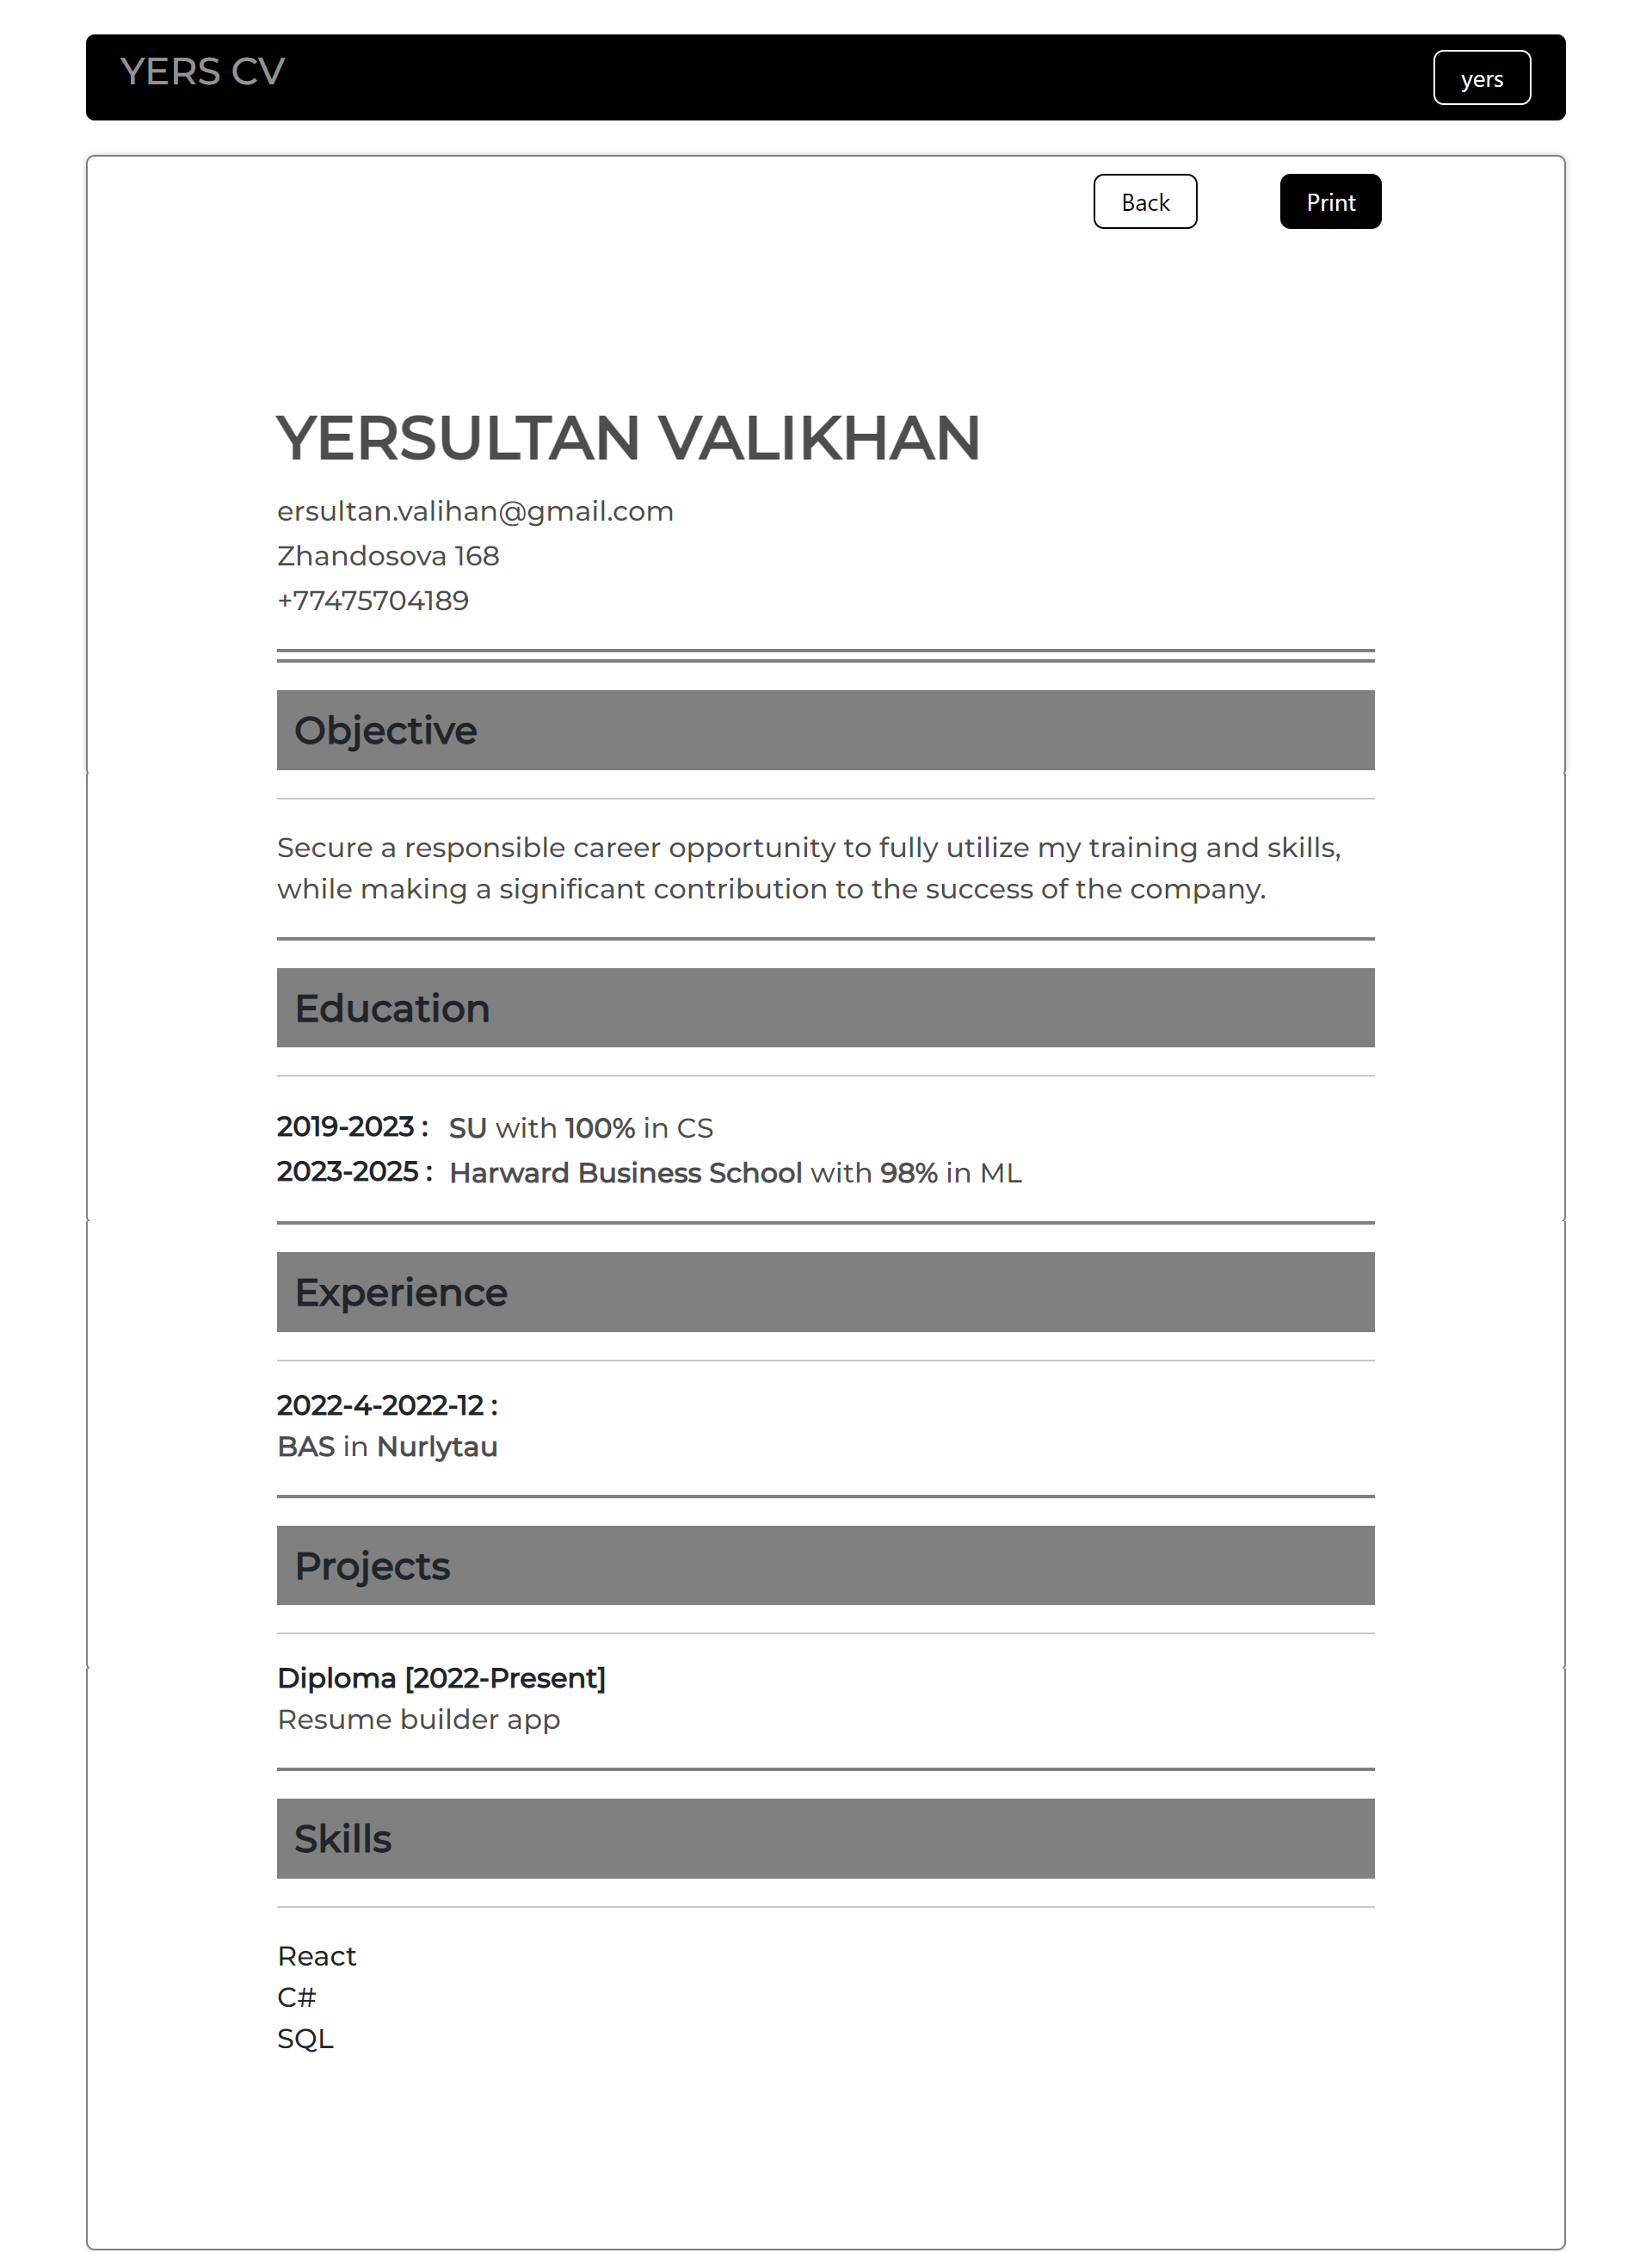 YERS CV
yers
Back
Print
YERSULTAN VALIKHAN
ersultan.valihan@gmail.com
Zhandosova 168
+77475704189
Objective
Secure a responsible career opportunity to fully utilize my training and skills,
while making a significant contribution to the success of the company.
Education
2019-2023 : SU with 100% in CS
2023-2025 : Harward Business School with 98% in ML
Experience
2022-4-2022-12 :
BAS in Nurlytau
Projects
Diploma [2022-Present]
Resume builder app
Skills
React
C#
SQL